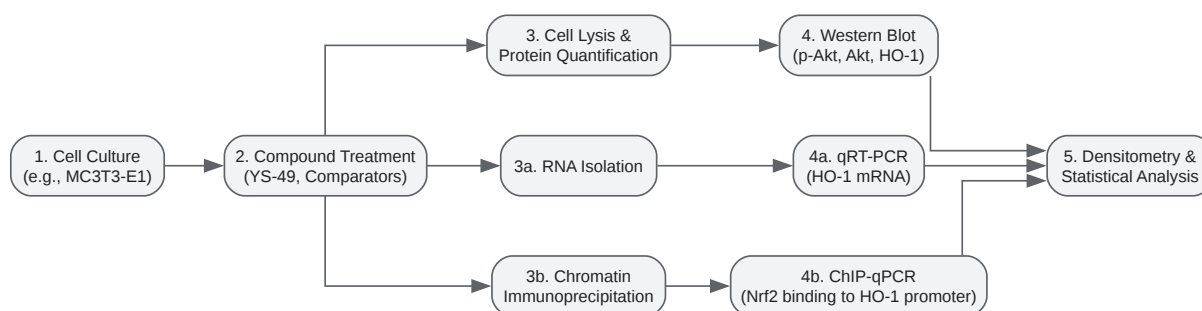 3. Cell Lysis &
Protein Quantification
4. Western Blot
(p-Akt, Akt, HO-1)
1. Cell Culture
(e.g., MC3T3-E1)
2. Compound Treatment
(YS-49, Comparators)
3a. RNA Isolation
4a. qRT-PCR
(HO-1 mRNA)
5. Densitometry &
Statistical Analysis
3b. Chromatin
Immunoprecipitation
4b. ChIP-qPCR
(Nrf2 binding to HO-1 promoter)